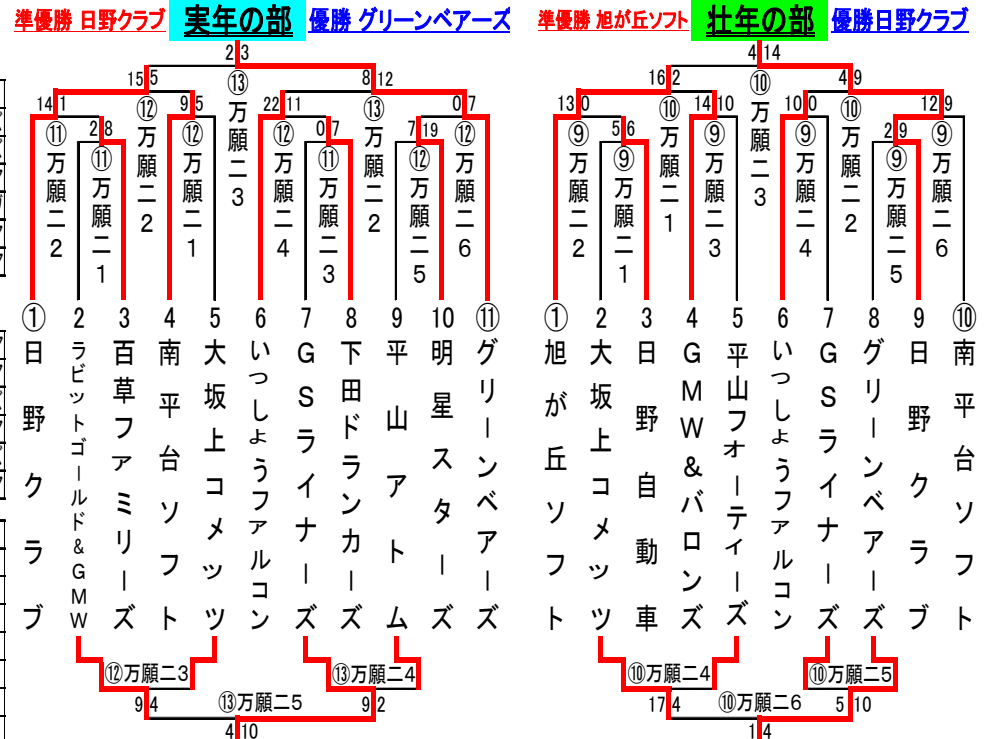 準優勝 日野クラブ 実年の部 優勝 グリーンベアーズ
2 3
⑬万願二3
15 5
⑫万願二2
8 12
⑬万願二2
14 1
⑪万願二2
9 5
⑫万願二1
22 11
⑫万願二4
0 7
⑫万願二6
2 8
⑪万願二1
0 7
⑪万願二3
7 19
⑫万願二5
①日野クラブ
2 ラビットゴールド&GMW
3 百草ファミリーズ
4 南平台ソフト
5 大坂上コメッツ
6 いっしょうファルコン
7 GSライナーズ
8 下田ドランカーズ
9 平山アトム
10 明星スターズ
⑪グリーンベアーズ
⑫万願二3
9 4
⑬万願二4
9 2
⑬万願二5
4 10
準優勝 旭が丘ソフト 壮年の部 優勝日野クラブ
4 14
⑩万願二3
16 2
⑩万願二1
4 9
⑩万願二2
13 0
⑨万願二2
14 10
⑨万願二3
10 0
⑨万願二4
12 9
⑨万願二6
5 6
⑨万願二1
2 9
⑨万願二5
①旭が丘ソフト
2 大坂上コメッツ
3 日野自動車
4 GMW&バロンズ
5 平山フォーティーズ
6 いっしょうファルコン
7 GSライナーズ
8 グリーンベアーズ
9 日野クラブ
⑩南平台ソフト
⑩万願二4
17 4
⑩万願二5
5 10
⑩万願二6
1 4